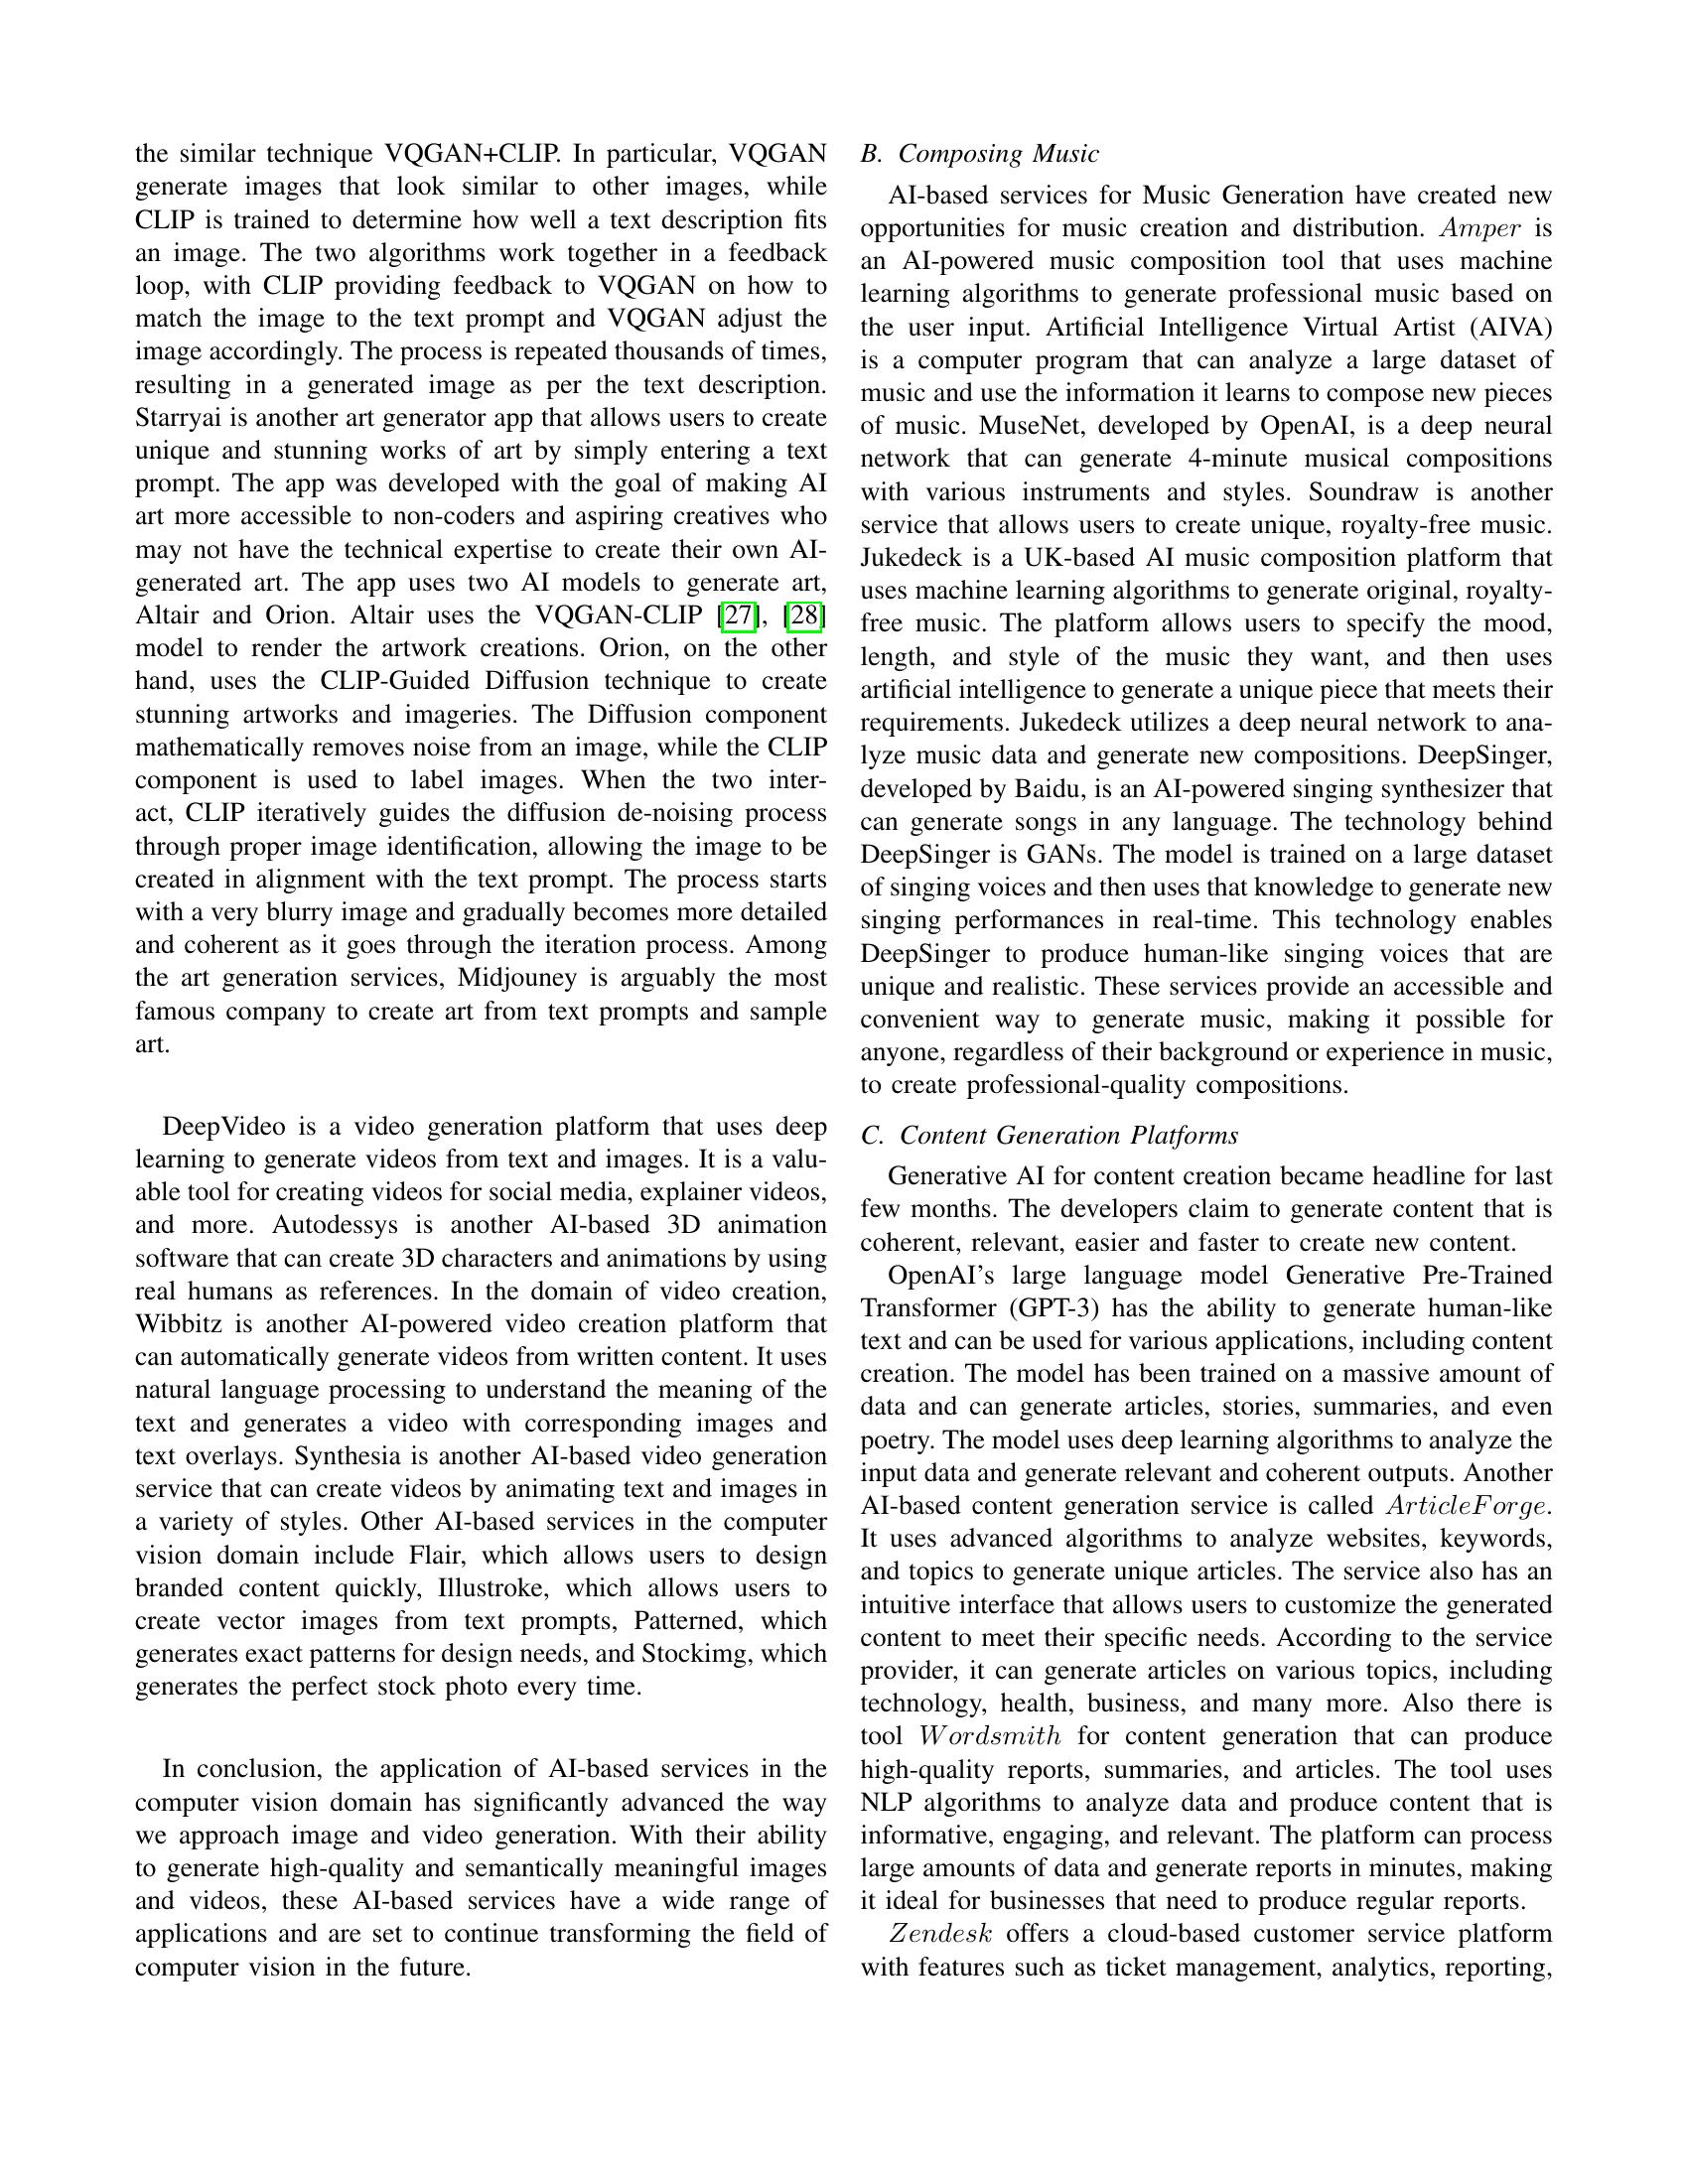 the similar technique VQGAN+CLIP. In particular, VQGAN
generate images that look similar to other images, while
CLIP is trained to determine how well a text description fits
an image. The two algorithms work together in a feedback
loop, with CLIP providing feedback to VQGAN on how to
match the image to the text prompt and VQGAN adjust the
image accordingly. The process is repeated thousands of times,
resulting in a generated image as per the text description.
Starryai is another art generator app that allows users to create
unique and stunning works of art by simply entering a text
prompt. The app was developed with the goal of making AI
art more accessible to non-coders and aspiring creatives who
may not have the technical expertise to create their own AI-
generated art. The app uses two AI models to generate art,
Altair and Orion. Altair uses the VQGAN-CLIP [27], [28]
model to render the artwork creations. Orion, on the other
hand, uses the CLIP-Guided Diffusion technique to create
stunning artworks and imageries. The Diffusion component
mathematically removes noise from an image, while the CLIP
component is used to label images. When the two inter-
act, CLIP iteratively guides the diffusion de-noising process
through proper image identification, allowing the image to be
created in alignment with the text prompt. The process starts
with a very blurry image and gradually becomes more detailed
and coherent as it goes through the iteration process. Among
the art generation services, Midjouney is arguably the most
famous company to create art from text prompts and sample
art.
DeepVideo is a video generation platform that uses deep
learning to generate videos from text and images. It is a valu-
able tool for creating videos for social media, explainer videos,
and more. Autodessys is another AI-based 3D animation
software that can create 3D characters and animations by using
real humans as references. In the domain of video creation,
Wibbitz is another AI-powered video creation platform that
can automatically generate videos from written content. It uses
natural language processing to understand the meaning of the
text and generates a video with corresponding images and
text overlays. Synthesia is another AI-based video generation
service that can create videos by animating text and images in
a variety of styles. Other AI-based services in the computer
vision domain include Flair, which allows users to design
branded content quickly, Illustroke, which allows users to
create vector images from text prompts, Patterned, which
generates exact patterns for design needs, and Stockimg, which
generates the perfect stock photo every time.
In conclusion, the application of AI-based services in the
computer vision domain has significantly advanced the way
we approach image and video generation. With their ability
to generate high-quality and semantically meaningful images
and videos, these AI-based services have a wide range of
applications and are set to continue transforming the field of
computer vision in the future.
B. Composing Music
AI-based services for Music Generation have created new
opportunities for music creation and distribution. Amper is
an AI-powered music composition tool that uses machine
learning algorithms to generate professional music based on
the user input. Artificial Intelligence Virtual Artist (AIVA)
is a computer program that can analyze a large dataset of
music and use the information it learns to compose new pieces
of music. MuseNet, developed by OpenAI, is a deep neural
network that can generate 4-minute musical compositions
with various instruments and styles. Soundraw is another
service that allows users to create unique, royalty-free music.
Jukedeck is a UK-based AI music composition platform that
uses machine learning algorithms to generate original, royalty-
free music. The platform allows users to specify the mood,
length, and style of the music they want, and then uses
artificial intelligence to generate a unique piece that meets their
requirements. Jukedeck utilizes a deep neural network to ana-
lyze music data and generate new compositions. DeepSinger,
developed by Baidu, is an AI-powered singing synthesizer that
can generate songs in any language. The technology behind
DeepSinger is GANs. The model is trained on a large dataset
of singing voices and then uses that knowledge to generate new
singing performances in real-time. This technology enables
DeepSinger to produce human-like singing voices that are
unique and realistic. These services provide an accessible and
convenient way to generate music, making it possible for
anyone, regardless of their background or experience in music,
to create professional-quality compositions.
C. Content Generation Platforms
Generative AI for content creation became headline for last
few months. The developers claim to generate content that is
coherent, relevant, easier and faster to create new content.
OpenAI's large language model Generative Pre-Trained
Transformer (GPT-3) has the ability to generate human-like
text and can be used for various applications, including content
creation. The model has been trained on a massive amount of
data and can generate articles, stories, summaries, and even
poetry. The model uses deep learning algorithms to analyze the
input data and generate relevant and coherent outputs. Another
AI-based content generation service is called ArticleForge.
It uses advanced algorithms to analyze websites, keywords,
and topics to generate unique articles. The service also has an
intuitive interface that allows users to customize the generated
content to meet their specific needs. According to the service
provider, it can generate articles on various topics, including
technology, health, business, and many more. Also there is
tool Wordsmith for content generation that can produce
high-quality reports, summaries, and articles. The tool uses
NLP algorithms to analyze data and produce content that is
informative, engaging, and relevant. The platform can process
large amounts of data and generate reports in minutes, making
it ideal for businesses that need to produce regular reports.
Zendesk offers a cloud-based customer service platform
with features such as ticket management, analytics, reporting,